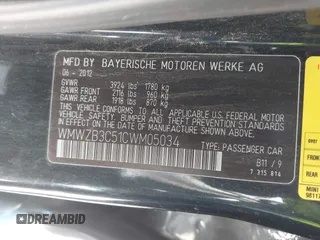 MFD. BY BAYERISCHE MOTOREN WERKE AG
06 - 2012
GVWR 3924 lbs 1780 kg
GAWR FRONT 2116 lbs 960 kg
GAWR REAR 1918 lbs 870 kg
THIS VEHICLE CONFORMS TO ALL APPLICABLE
FEDERAL MOTOR VEHICLE SAFETY, BUMPER
AND THEFT PREVENTION STANDARDS IN EFFECT
ON THE DATE OF MANUFACTURE SHOWN ABOVE.
WMWZB3C51CWM05034
TYPE: PASSENGER CAR
B11 / 9
7 315 814
DREAMBID.COM